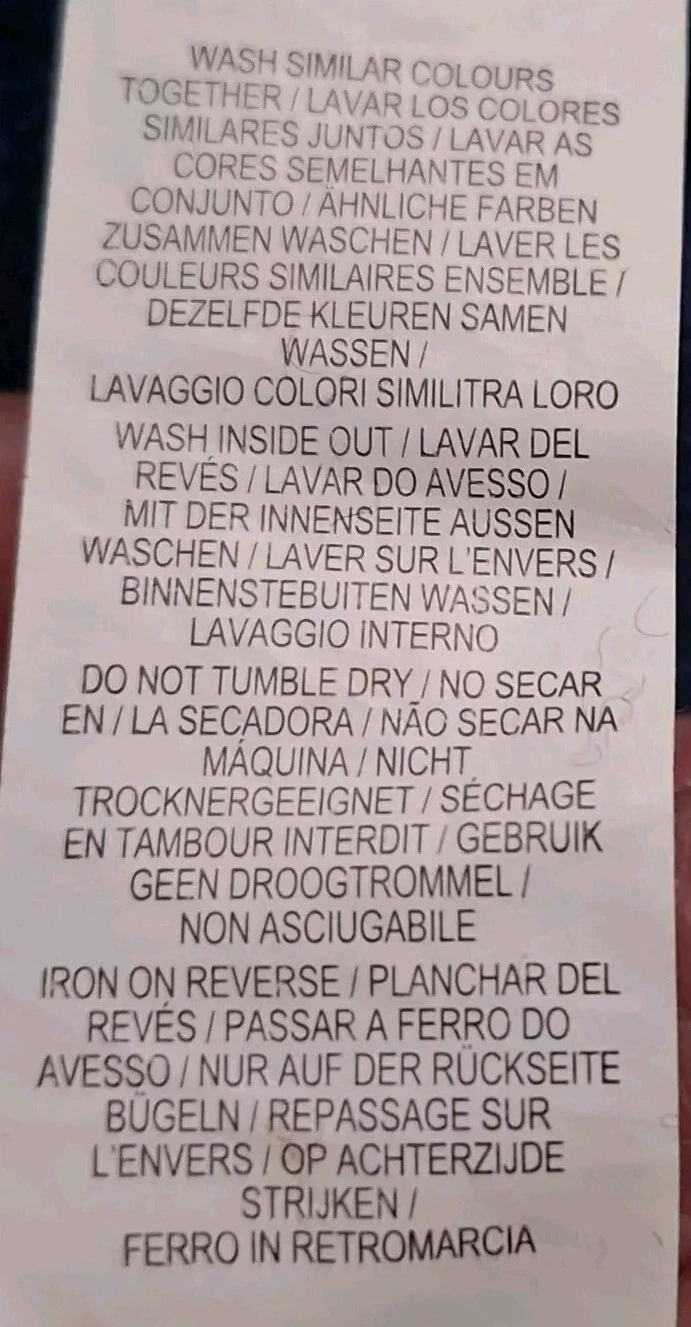 WASH SIMILAR COLOURS
TOGETHER / LAVAR LOS COLORES
SIMILARES JUNTOS / LAVAR AS
CORES SEMELHANTES EM
CONJUNTO / ÄHNLICHE FARBEN
ZUSAMMEN WASCHEN / LAVER LES
COULEURS SIMILAIRES ENSEMBLE /
DEZELFDE KLEUREN SAMEN
WASSEN /
LAVAGGIO COLORI SIMILITRA LORO
WASH INSIDE OUT / LAVAR DEL
REVÉS / LAVAR DO AVESSO /
MIT DER INNENSEITE AUSSEN
WASCHEN / LAVER SUR L'ENVERS /
BINNENSTEBUITEN WASSEN /
LAVAGGIO INTERNO
DO NOT TUMBLE DRY / NO SECAR
EN / LA SECADORA / NÃO SECAR NA
MÁQUINA / NICHT
TROCKNERGEEIGNET / SÉCHAGE
EN TAMBOUR INTERDIT / GEBRUIK
GEEN DROOGTROMMEL /
NON ASCIUGABILE
IRON ON REVERSE / PLANCHAR DEL
REVÉS / PASSAR A FERRO DO
AVESSO / NUR AUF DER RÜCKSEITE
BÜGELN / REPASSAGE SUR
L'ENVERS / OP ACHTERZIJDE
STRIJKEN /
FERRO IN RETROMARCIA